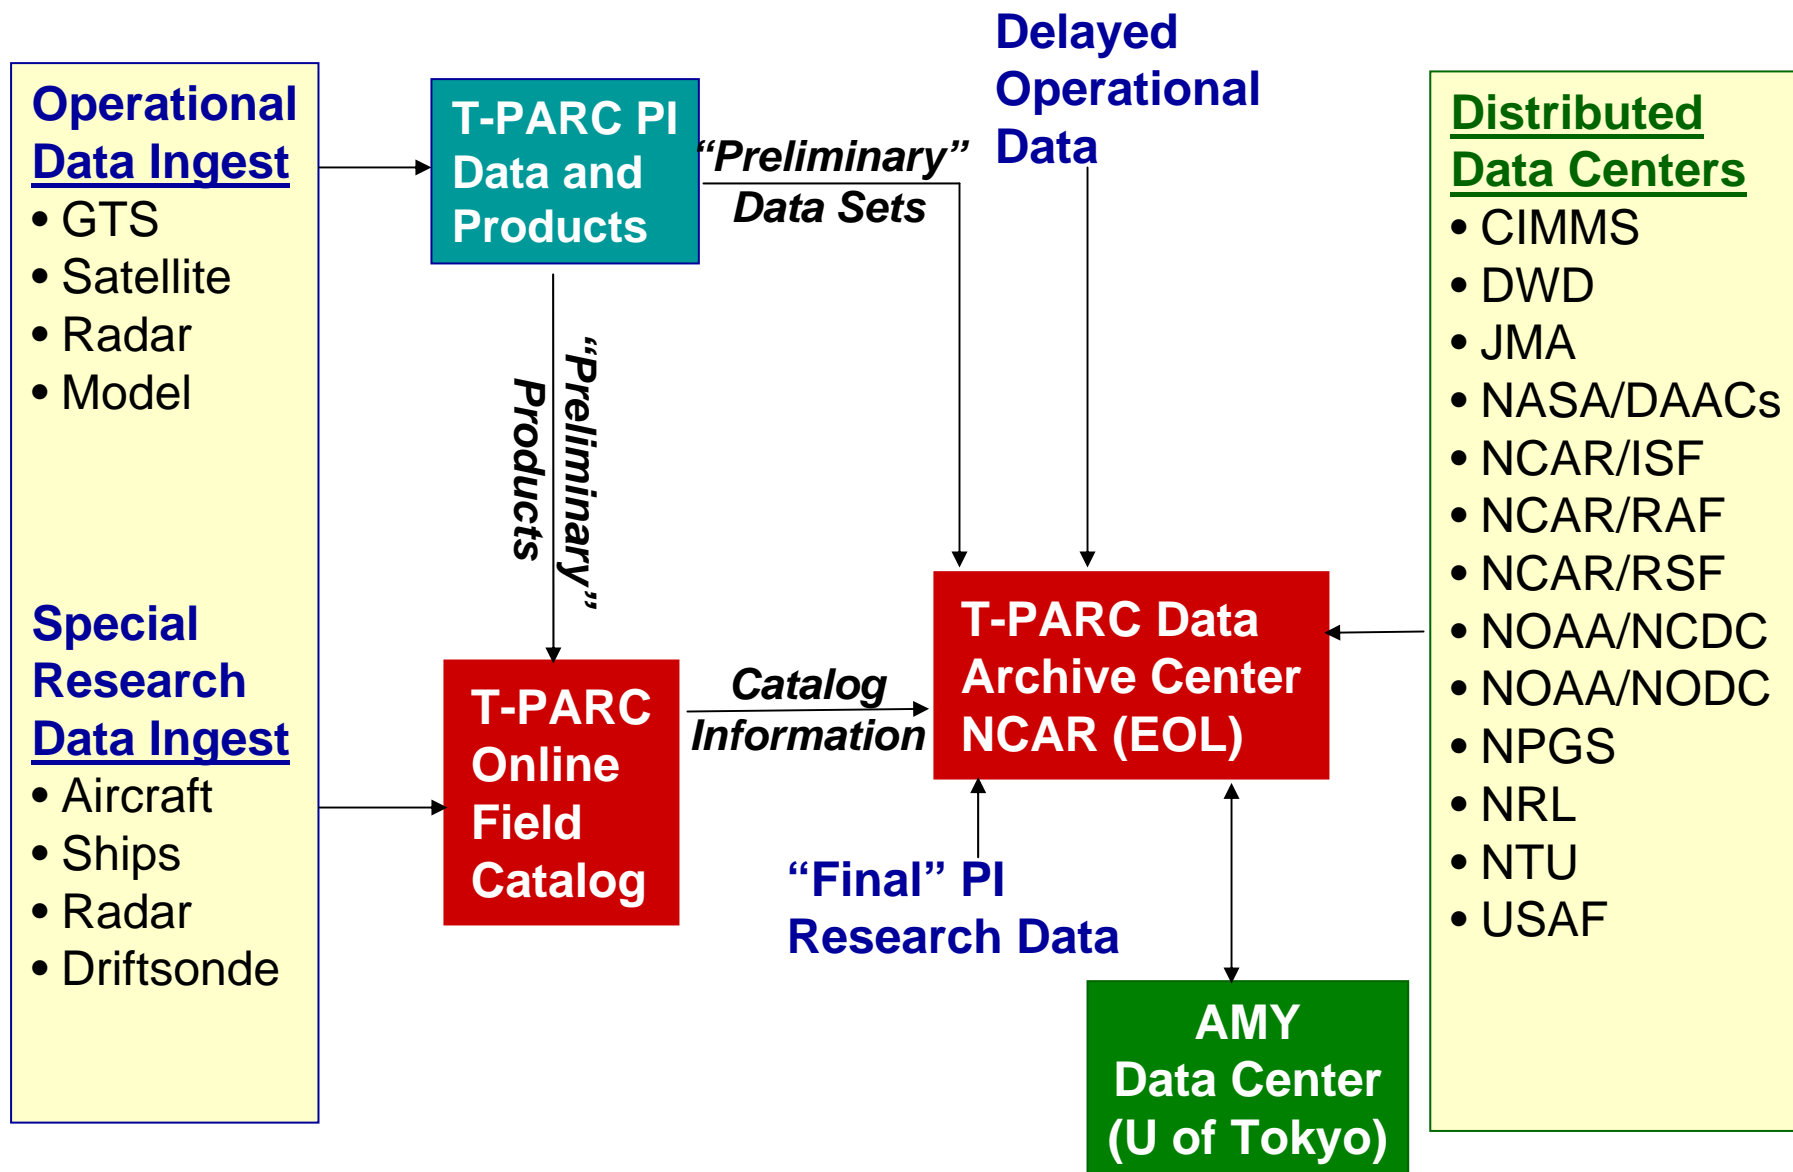 Operational
Data Ingest
• GTS
• Satellite
• Radar
• Model
Special
Research
Data Ingest
• Aircraft
• Ships
• Radar
• Driftsonde
T-PARC PI
Data and
Products
“Preliminary”
Data Sets
“Preliminary”
Products
Delayed
Operational
Data
T-PARC
Online
Field
Catalog
Catalog
Information
T-PARC Data
Archive Center
NCAR (EOL)
“Final” PI
Research Data
AMY
Data Center
(U of Tokyo)
Distributed
Data Centers
• CIMMS
• DWD
• JMA
• NASA/DAACs
• NCAR/ISF
• NCAR/RAF
• NCAR/RSF
• NOAA/NCDC
• NOAA/NODC
• NPGS
• NRL
• NTU
• USAF